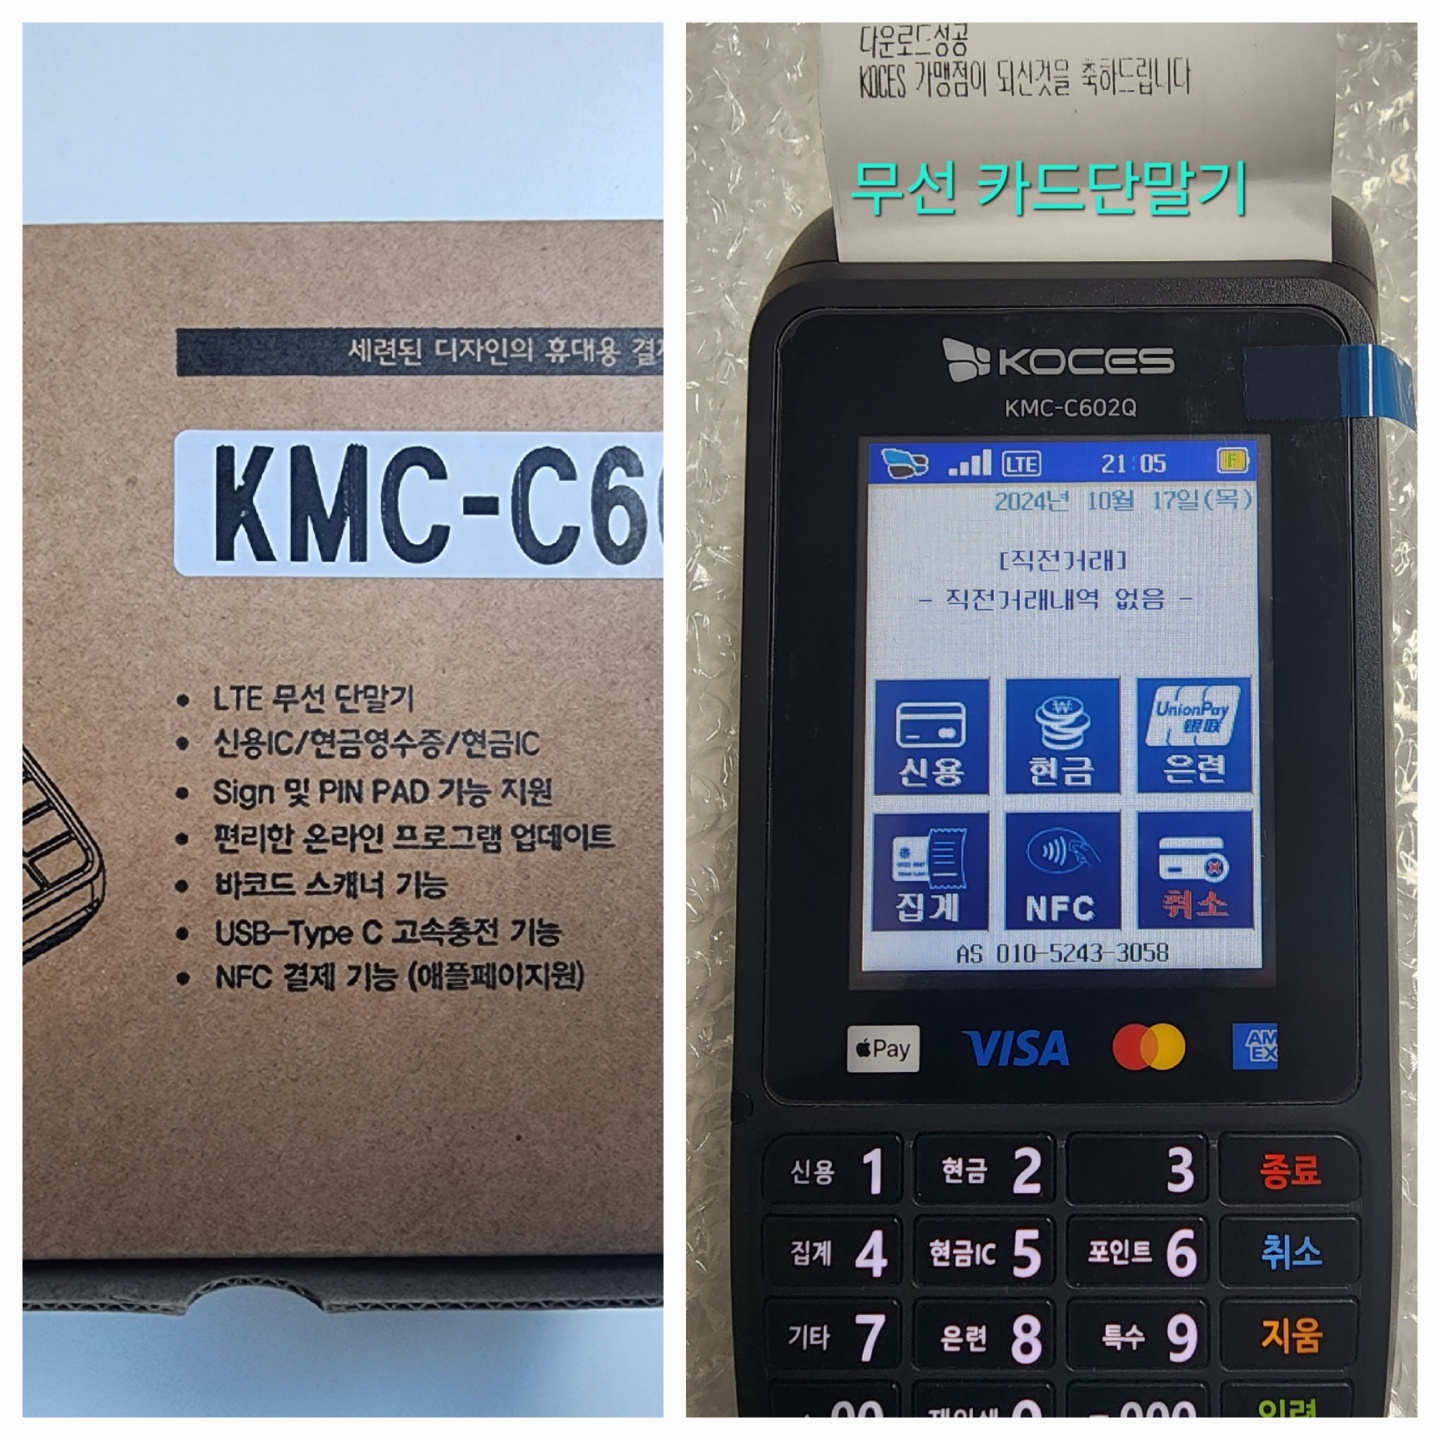 세련된 디자인의 휴대용
KMC-C6
• LTE 무선 단말기
• 신용IC/현금영수증/현금IC
• Sign 및 PIN PAD 기능 지원
• 편리한 온라인 프로그램 업데이트
• 바코드 스캐너 기능
• USB-Type C 고속충전 기능
• NFC 결제 기능 (애플페이지원)
다운로드성공
KOCES 가맹점이 되신것을 축하드립니다
무선 카드단말기
KOCES
KMC-C602Q
LTE 21:05
2024년 10월 17일(목)
[직전거래]
- 직전거래내역 없음 -
UnionPay
银联
신용 현금 은련
집계 NFC 취소
AS 010-5243-3058
Pay VISA AM
EX
신용 1 현금 2 3 종료
집계 4 현금IC 5 포인트 6 취소
기타 7 은련 8 특수 9 지움
00 0 000 입력